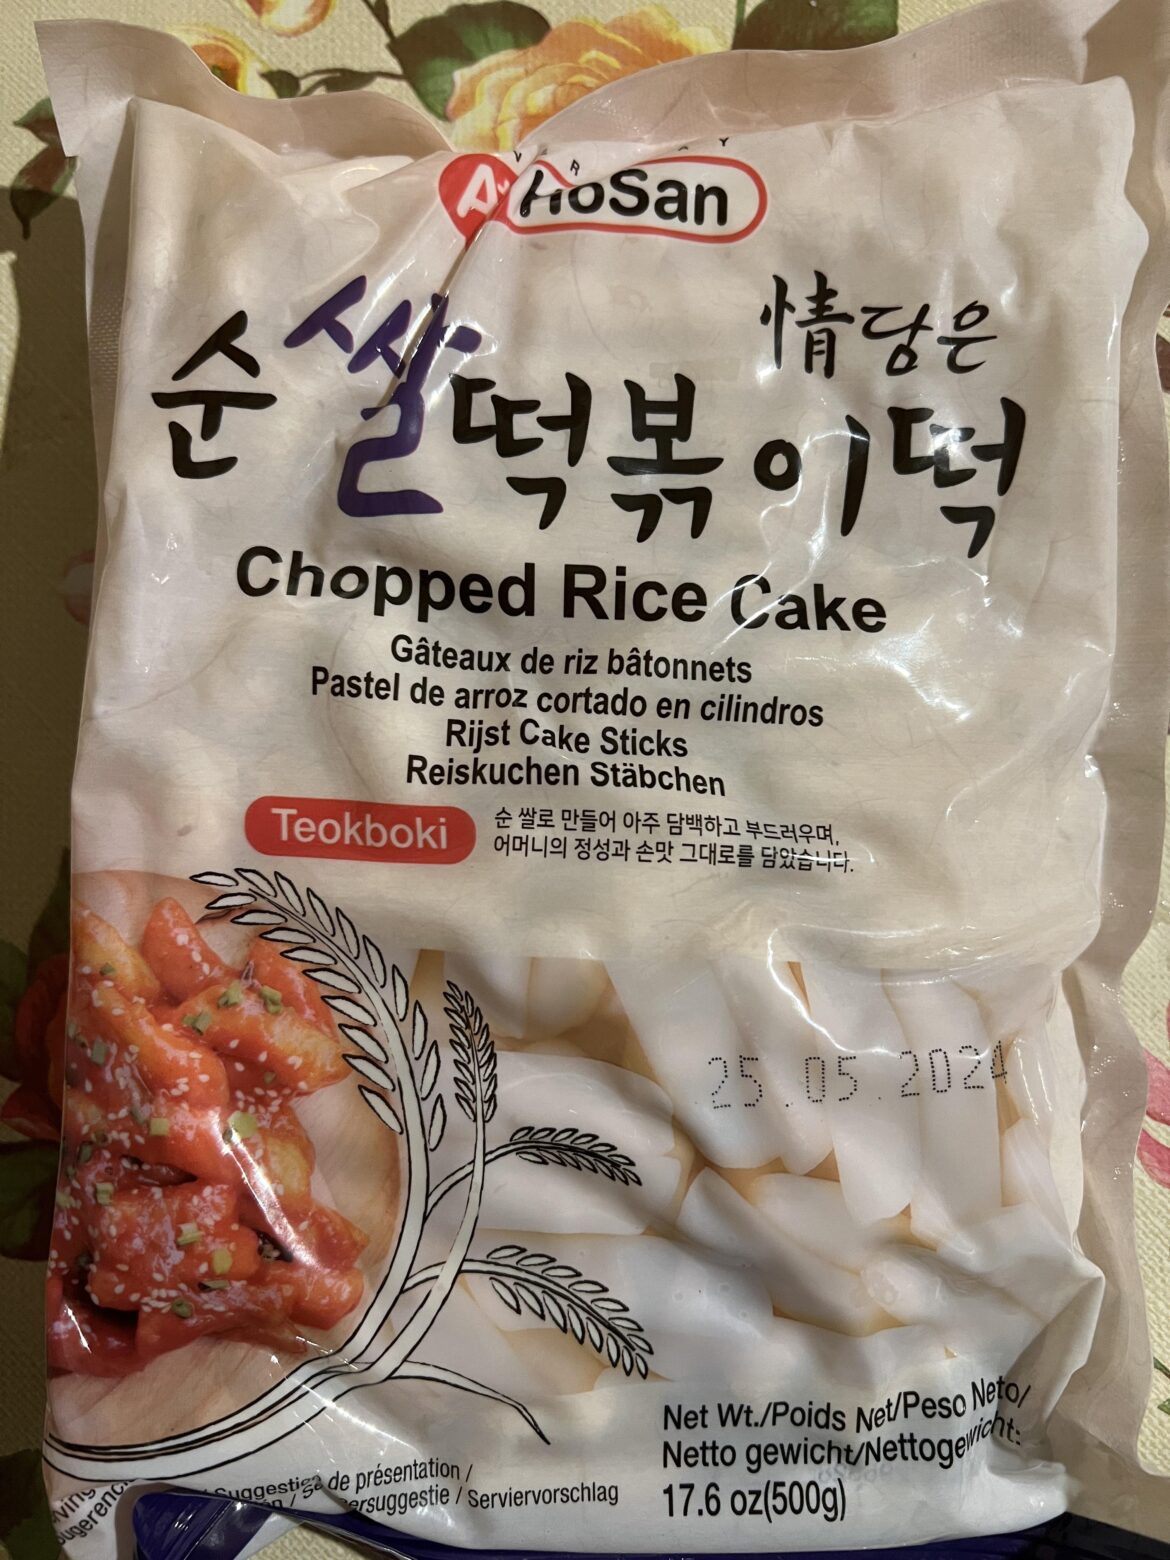 AHoSan
情담은
순쌀떡볶이떡
Chopped Rice Cake
Gâteaux de riz bâtonnets
Pastel de arroz cortado en cilindros
Rijst Cake Sticks
Reiskuchen Stäbchen
Teokboki
순 쌀로 만들어 아주 담백하고 부드러우며,
어머니의 정성과 손맛 그대로를 담았습니다.
25.05.2024
Net Wt./Poids Net/Peso Neto/
Netto gewicht/Nettogewicht:
17.6 oz(500g)
de présentation /
/ Serviervorschlag